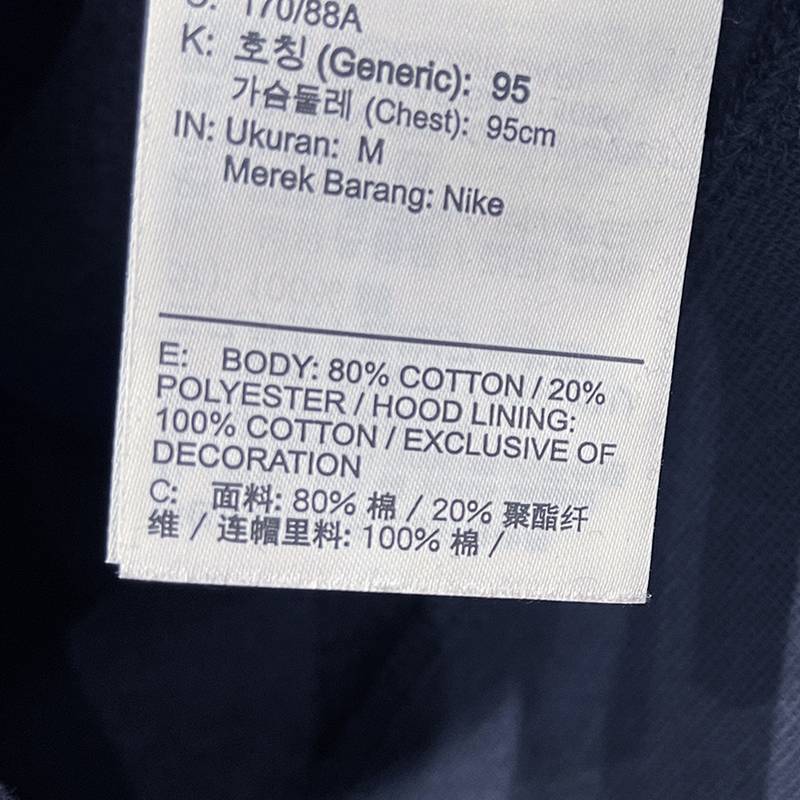 170/88A
K: 호칭 (Generic): 95
가슴둘레 (Chest): 95cm
IN: Ukuran: M
Merek Barang: Nike
E: BODY: 80% COTTON / 20%
POLYESTER / HOOD LINING:
100% COTTON / EXCLUSIVE OF
DECORATION
C: 面料: 80% 棉 / 20% 聚酯纤
维 / 连帽里料: 100% 棉 /